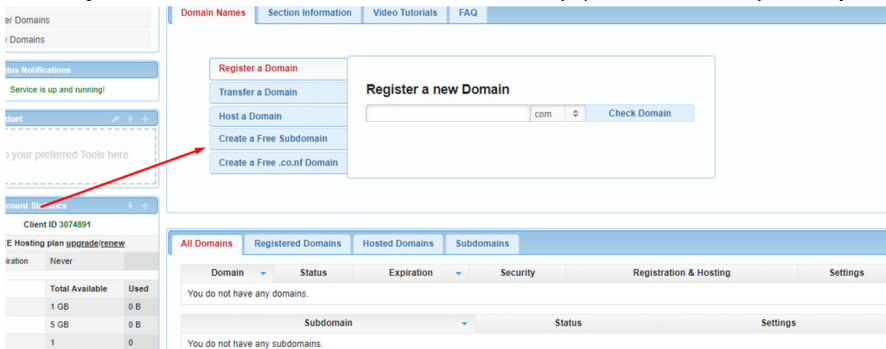 er Domains
Domains
Status Notifications
Service is up and running!
your preferred Tools here
Account Statistics
Client ID 3074891
E Hosting plan upgrade/renew
Never
Total Available Used
1 GB 0 B
5 GB 0 B
1 0
Domain Names Section Information Video Tutorials FAQ
Register a Domain
Transfer a Domain
Host a Domain
Create a Free Subdomain
Create a Free .co.nf Domain
Register a new Domain
com Check Domain
All Domains Registered Domains Hosted Domains Subdomains
Domain Status Expiration Security Registration & Hosting Settings
You do not have any domains.
Subdomain Status Settings
You do not have any subdomains.